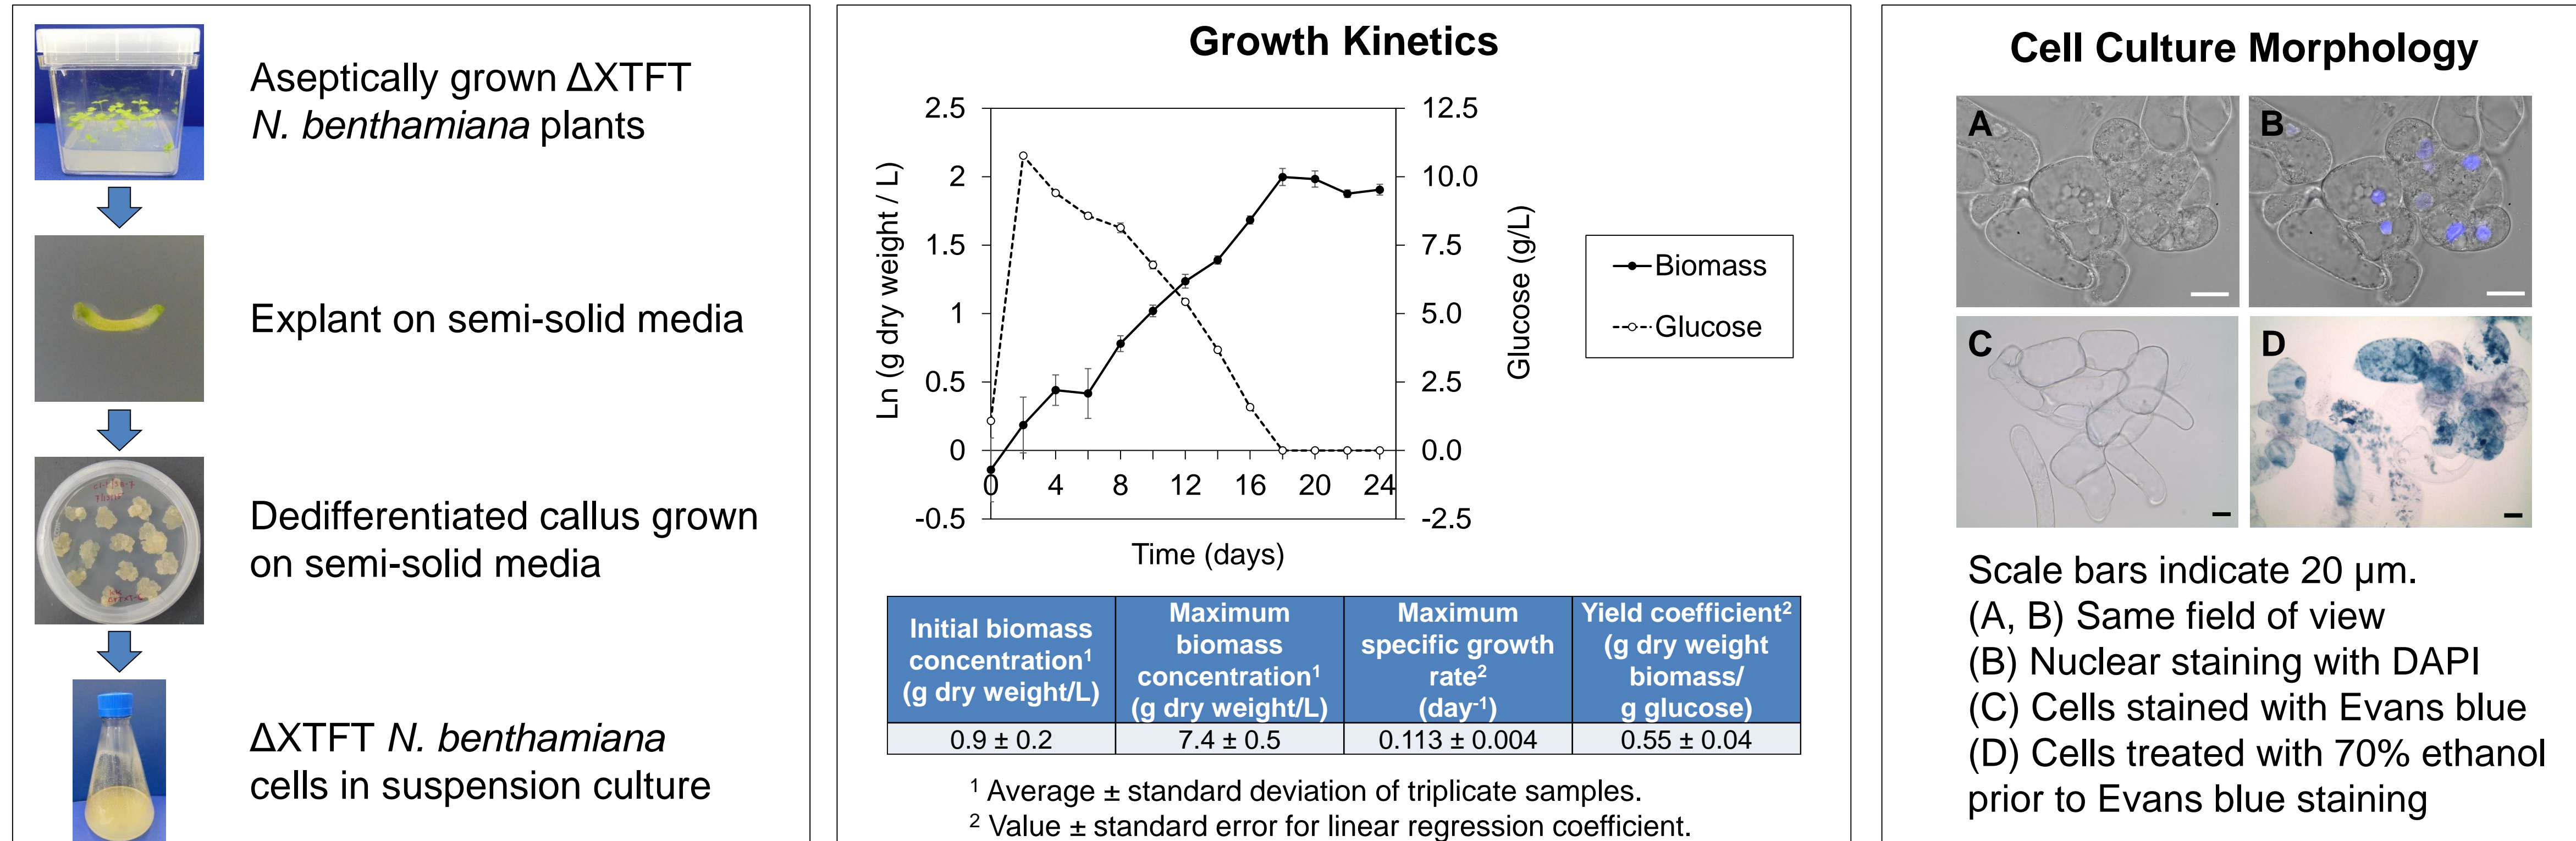 Aseptically grown ΔXTFT
N. benthamiana plants
Explant on semi-solid media
Dedifferentiated callus grown
on semi-solid media
ΔXTFT N. benthamiana
cells in suspension culture
Growth Kinetics
2.5
2
1.5
1
0.5
0
-0.5
Ln (g dry weight / L)
12.5
10.0
7.5
5.0
2.5
0.0
-2.5
Glucose (g/L)
0 4 8 12 16 20 24
Time (days)
Biomass
Glucose
Initial biomass
concentration¹
(g dry weight/L)
Maximum
biomass
concentration¹
(g dry weight/L)
Maximum
specific growth
rate²
(day⁻¹)
Yield coefficient²
(g dry weight
biomass/
g glucose)
0.9 ± 0.2 7.4 ± 0.5 0.113 ± 0.004 0.55 ± 0.04
¹ Average ± standard deviation of triplicate samples.
² Value ± standard error for linear regression coefficient.
Cell Culture Morphology
A
B
C
D
Scale bars indicate 20 µm.
(A, B) Same field of view
(B) Nuclear staining with DAPI
(C) Cells stained with Evans blue
(D) Cells treated with 70% ethanol
prior to Evans blue staining